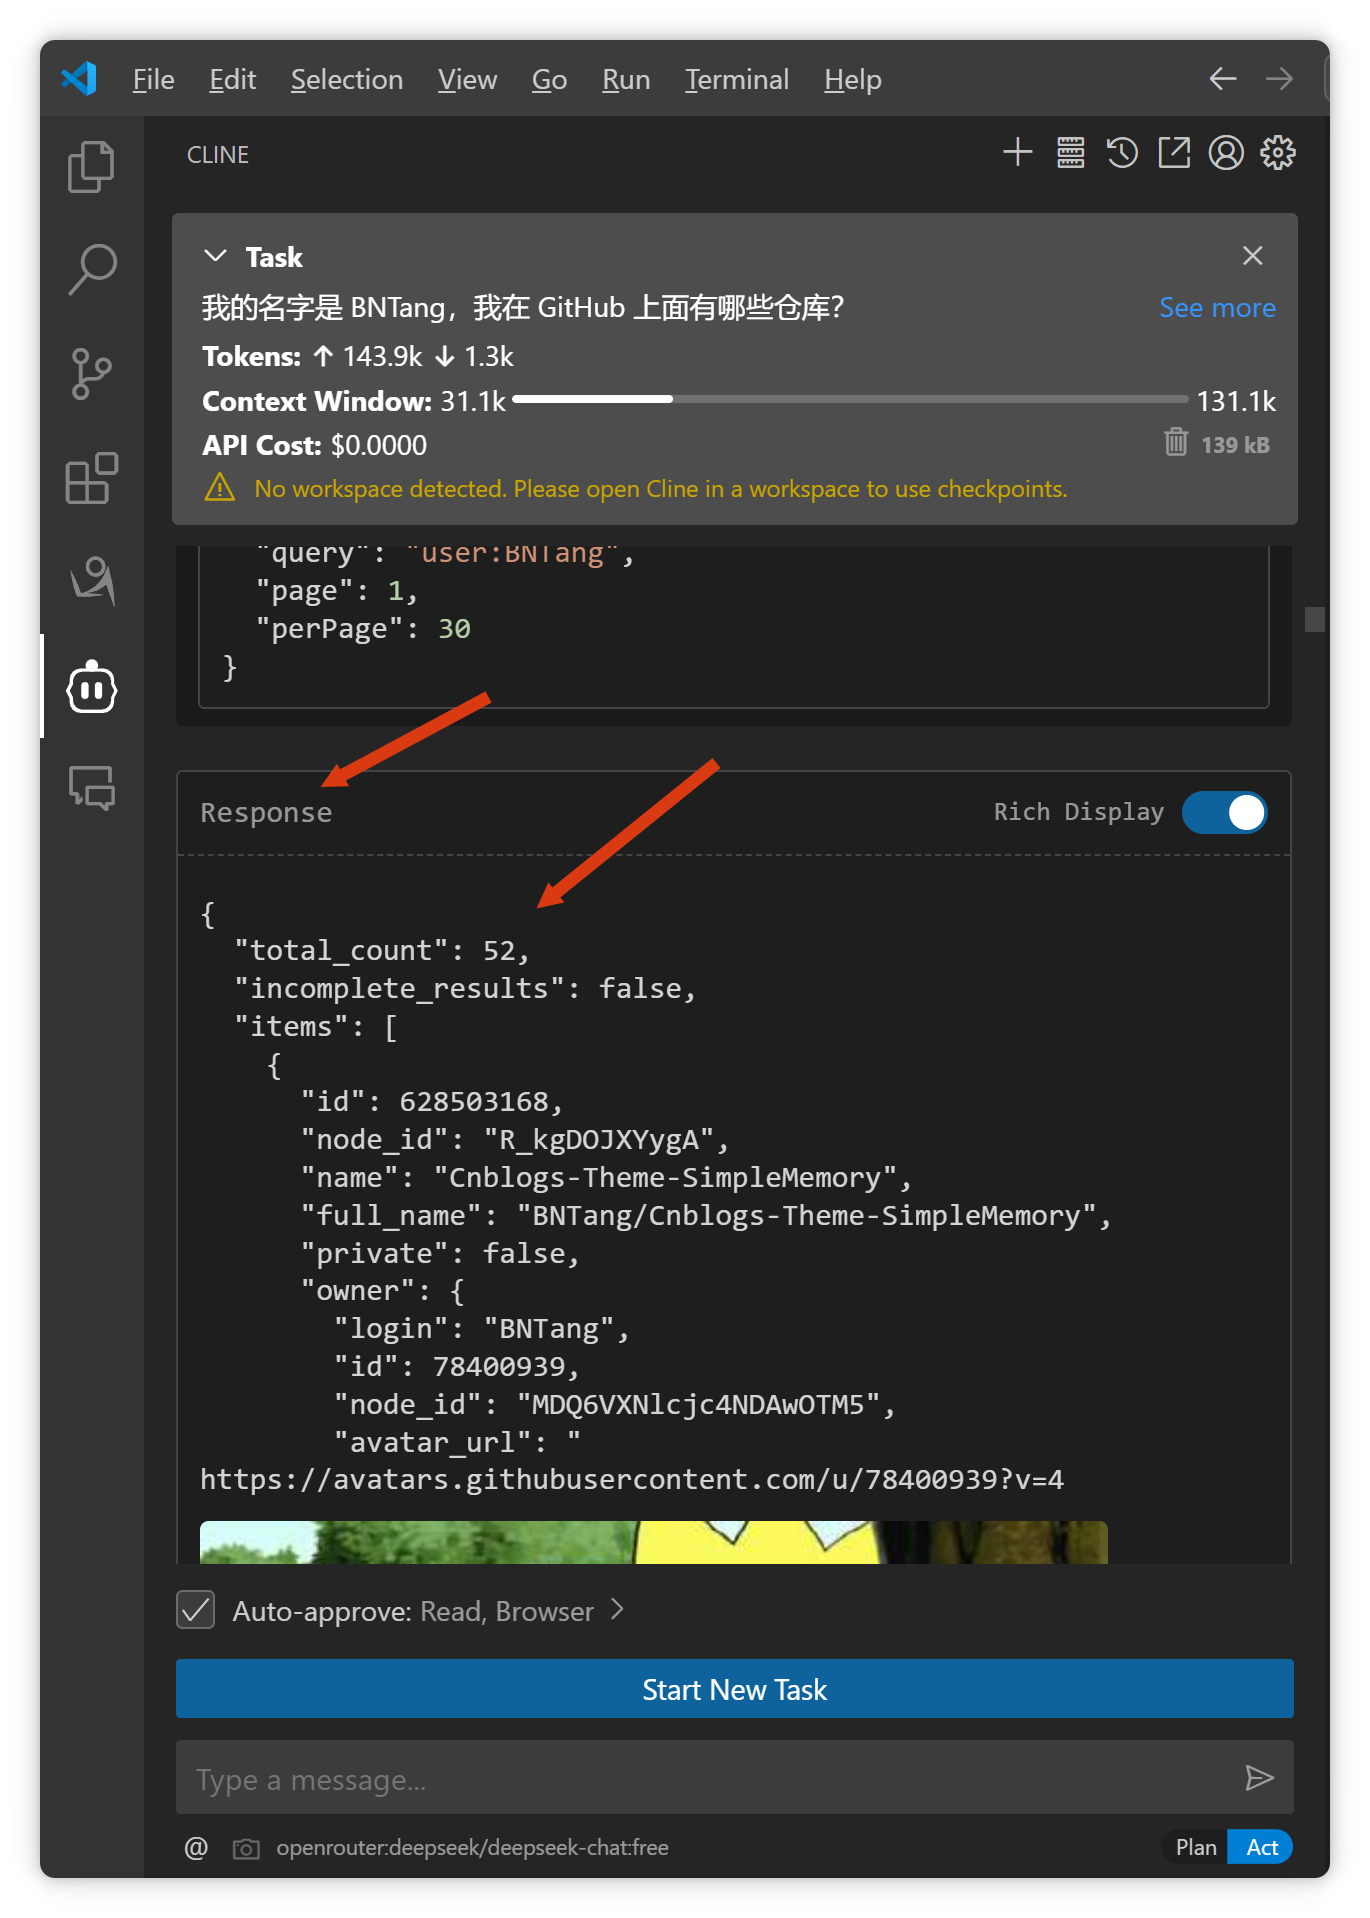 File Edit Selection View Go Run Terminal Help
CLINE
Task
我的名字是 BNTang，我在 GitHub 上面有哪些仓库？ See more
Tokens: ↑ 143.9k ↓ 1.3k
Context Window: 31.1k 131.1k
API Cost: $0.0000 139 kB
No workspace detected. Please open Cline in a workspace to use checkpoints.
"query": "user:BNTang",
"page": 1,
"perPage": 30
}
Response Rich Display
{
"total_count": 52,
"incomplete_results": false,
"items": [
{
"id": 628503168,
"node_id": "R_kgDOJXYygA",
"name": "Cnblogs-Theme-SimpleMemory",
"full_name": "BNTang/Cnblogs-Theme-SimpleMemory",
"private": false,
"owner": {
"login": "BNTang",
"id": 78400939,
"node_id": "MDQ6VXNlcjc4NDAwOTM5",
"avatar_url": "
https://avatars.githubusercontent.com/u/78400939?v=4
Auto-approve: Read, Browser
Start New Task
Type a message...
@ openrouter:deepseek/deepseek-chat:free Plan Act